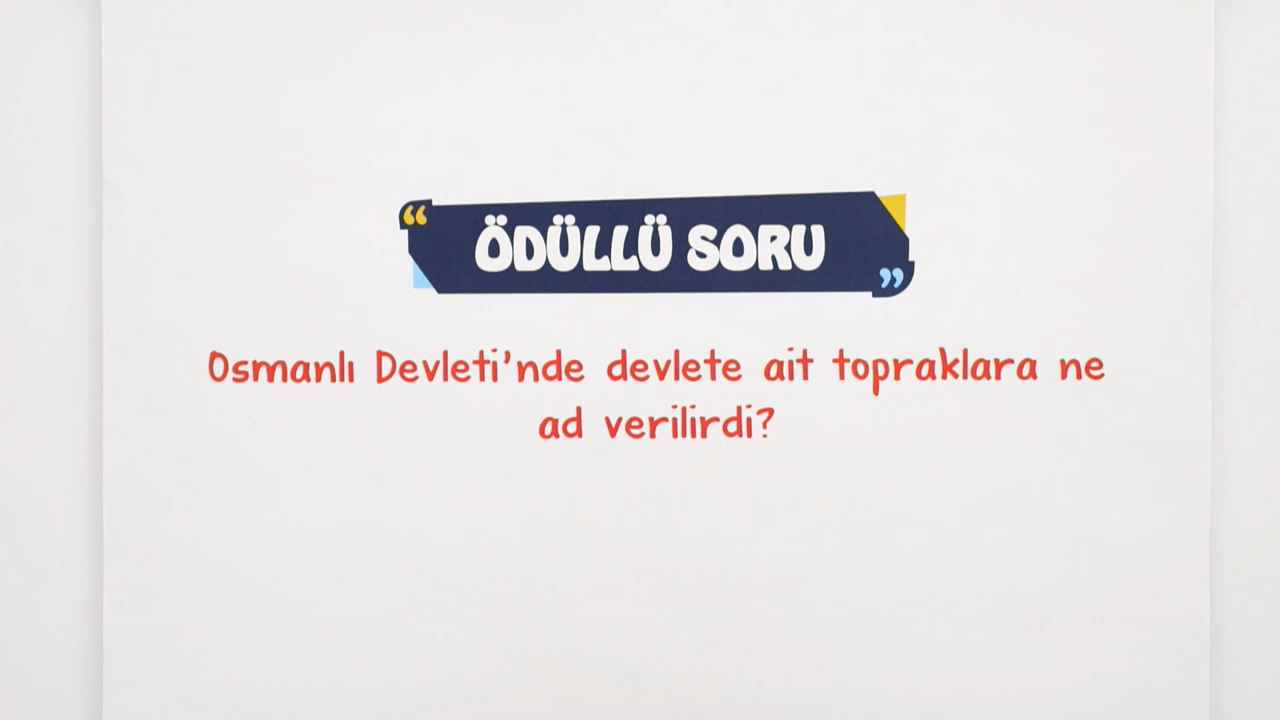 “ ÖDÜLLÜ SORU ”
Osmanlı Devleti’nde devlete ait topraklara ne
ad verilirdi?